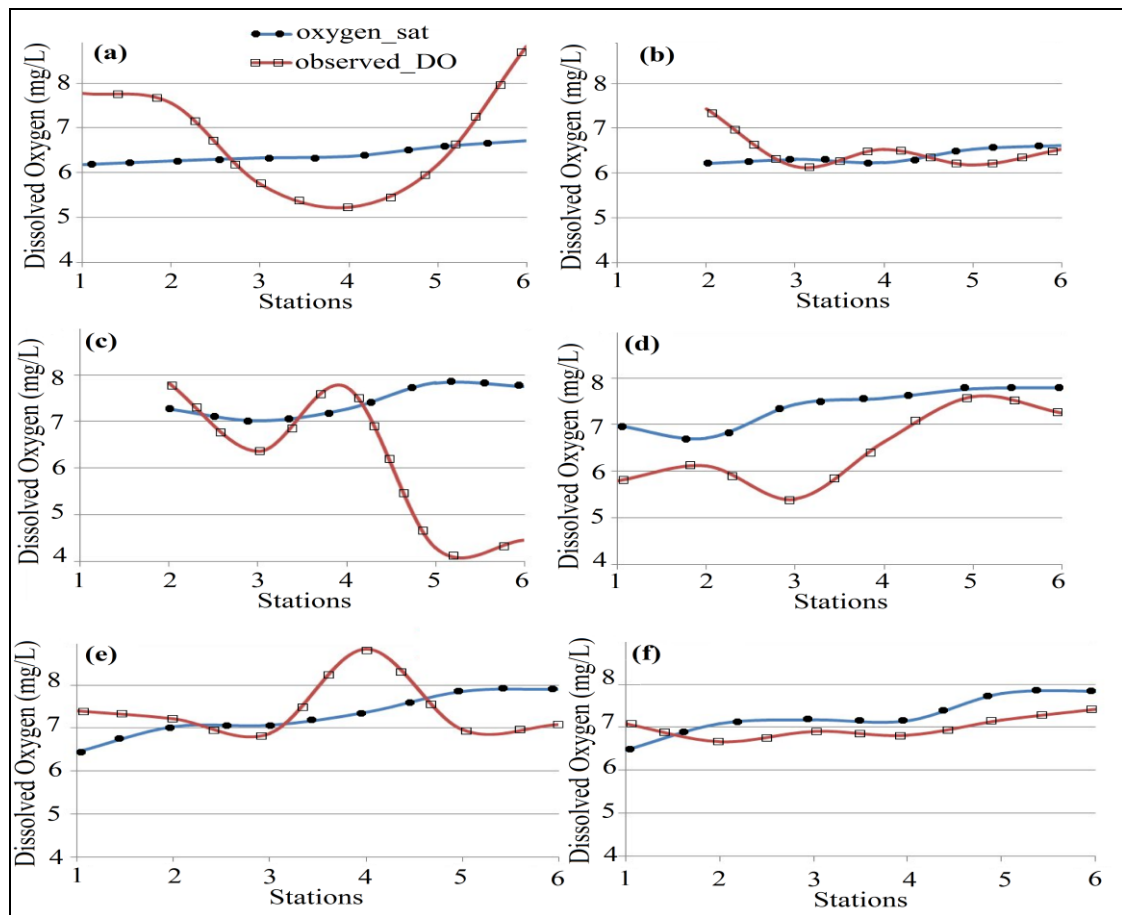 (a)
oxygen_sat
observed_DO
Dissolved Oxygen (mg/L)
8
7
6
5
4
1 2 3 4 5 6
Stations
(b)
Dissolved Oxygen (mg/L)
8
7
6
5
4
1 2 3 4 5 6
Stations
(c)
Dissolved Oxygen (mg/L)
8
7
6
5
4
1 2 3 4 5 6
Stations
(d)
Dissolved Oxygen (mg/L)
8
7
6
5
4
1 2 3 4 5 6
Stations
(e)
Dissolved Oxygen (mg/L)
8
7
6
5
4
1 2 3 4 5 6
Stations
(f)
Dissolved Oxygen (mg/L)
8
7
6
5
4
1 2 3 4 5 6
Stations